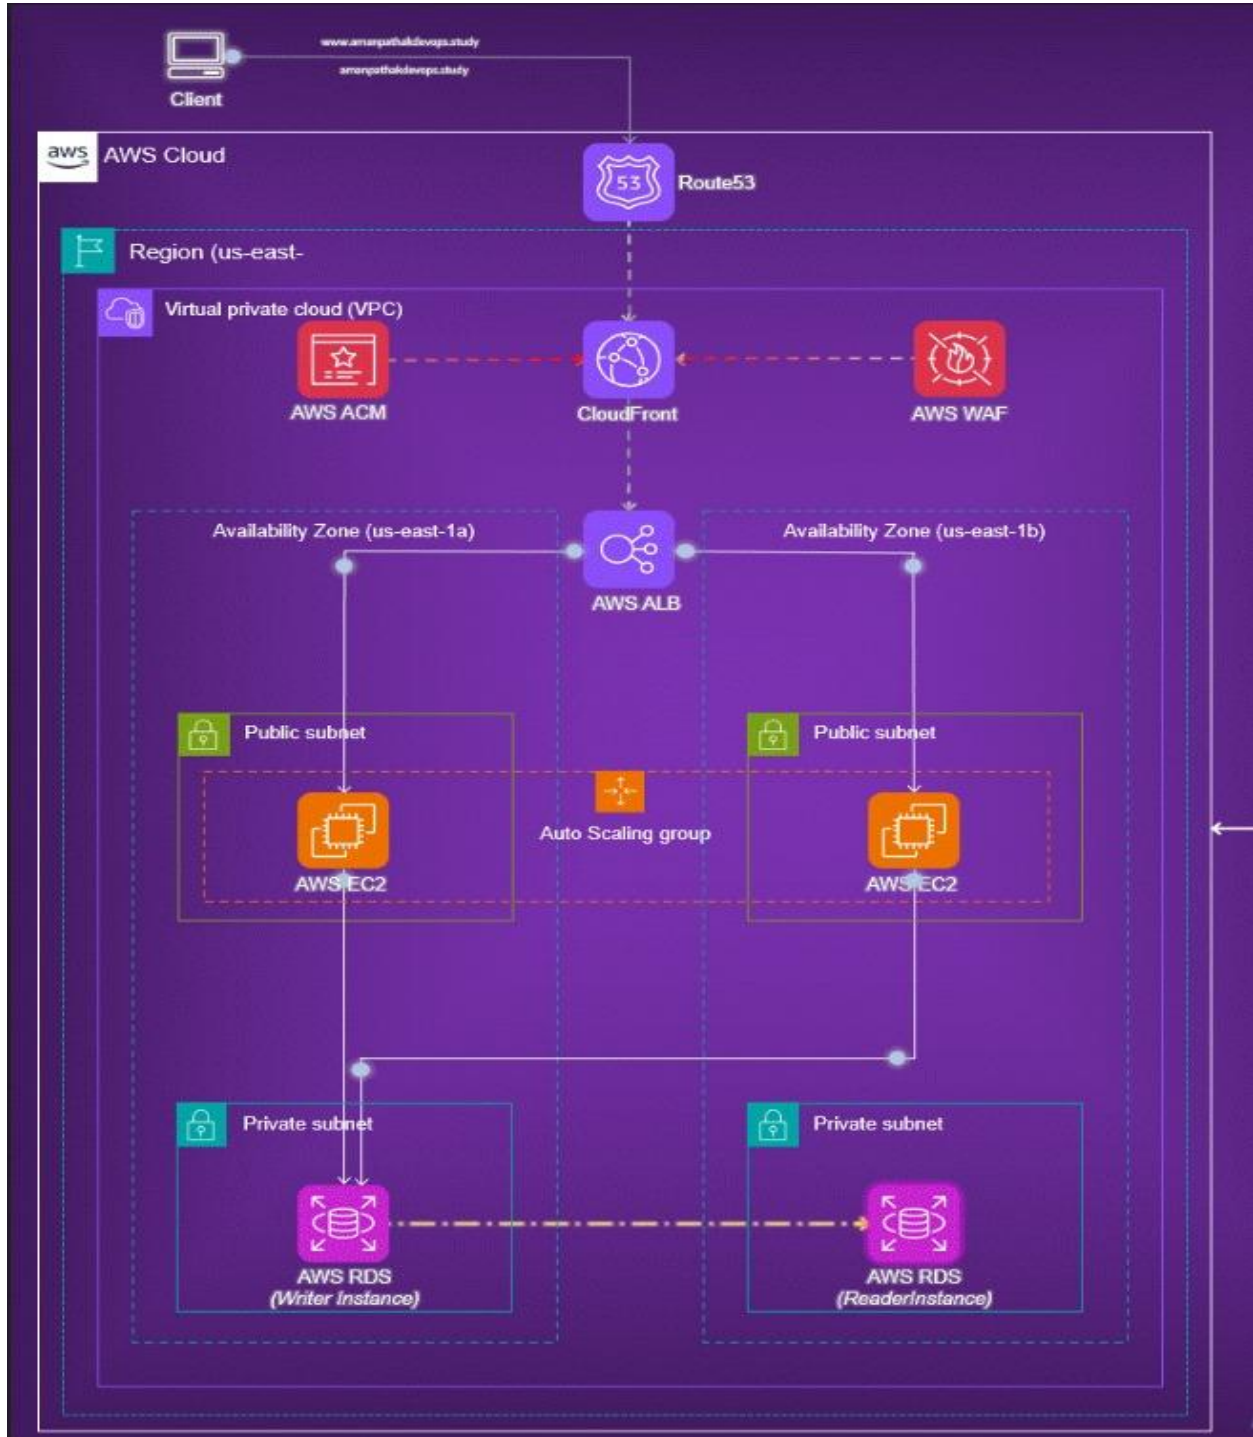 www.amanpathakdevops.study
amanpathakdevops.study
Client
aws
AWS Cloud
53
Route53
Region (us-east-
Virtual private cloud (VPC)
AWS ACM
CloudFront
AWS WAF
Availability Zone (us-east-1a)
Availability Zone (us-east-1b)
AWS ALB
Public subnet
Public subnet
Auto Scaling group
AWS EC2
AWS EC2
Private subnet
Private subnet
AWS RDS
(Writer Instance)
AWS RDS
(ReaderInstance)